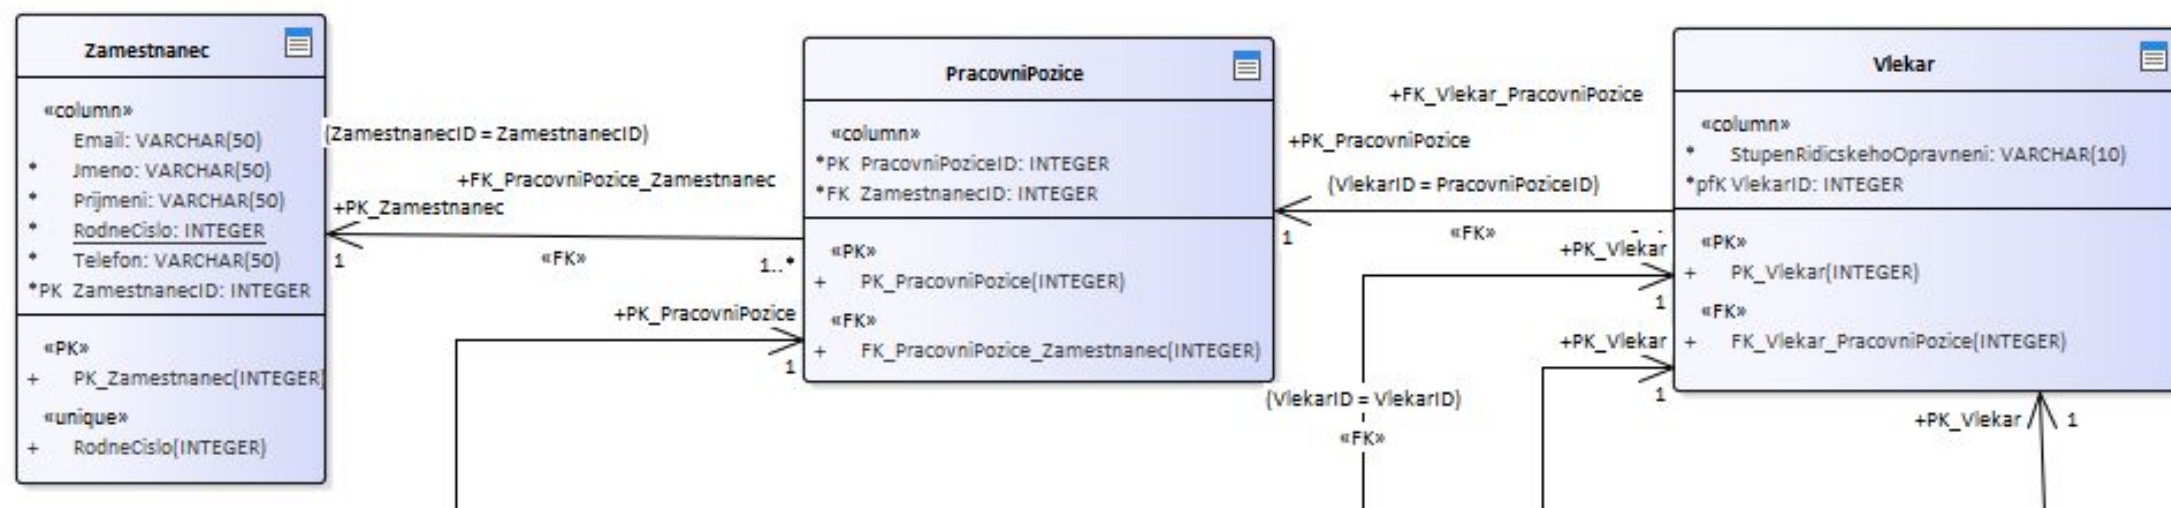 Zamestnanec
«column»
Email: VARCHAR(50)
* Jmeno: VARCHAR(50)
* Prijmeni: VARCHAR(50)
* RodneCislo: INTEGER
* Telefon: VARCHAR(50)
*PK ZamestnanecID: INTEGER
«PK»
+ PK_Zamestnanec(INTEGER)
«unique»
+ RodneCislo(INTEGER)
(ZamestnanecID = ZamestnanecID)
+FK_PracovniPozice_Zamestnanec
+PK_Zamestnanec
1
«FK»
1..*
+PK_PracovniPozice
1
PracovniPozice
«column»
*PK PracovniPoziceID: INTEGER
*FK ZamestnanecID: INTEGER
«PK»
+ PK_PracovniPozice(INTEGER)
«FK»
+ FK_PracovniPozice_Zamestnanec(INTEGER)
+FK_Vlekar_PracovniPozice
+PK_PracovniPozice
(VlekarID = PracovniPoziceID)
1
«FK»
+PK_Vlekar
1
+PK_Vlekar
1
(VlekarID = VlekarID)
«FK»
Vlekar
«column»
* StupenRidicskehoOpravneni: VARCHAR(10)
*pfK VlekarID: INTEGER
«PK»
+ PK_Vlekar(INTEGER)
«FK»
+ FK_Vlekar_PracovniPozice(INTEGER)
+PK_Vlekar
1